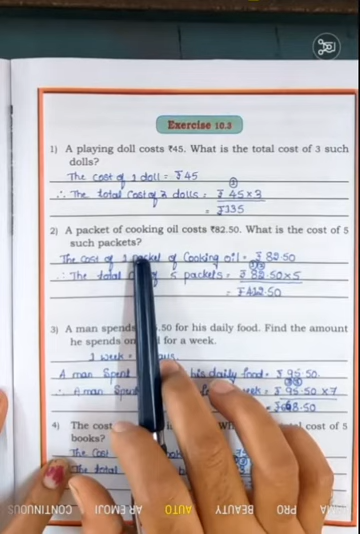 Exercise 10.3
1) A playing doll costs ₹45. What is the total cost of 3 such
dolls?
The cost of 1 doll = ₹45
∴ The total cost of 3 dolls = ₹ 45 × 3
= ₹135
2) A packet of cooking oil costs ₹82.50. What is the cost of 5
such packets?
The cost of 1 packet of cooking oil = ₹ 82.50
∴ The total of 5 packets = ₹ 82.50 × 5
= ₹412.50
3) A man spends .50 for his daily food. Find the amount
he spends on for a week.
1 week =
A man Spent his daily food = ₹ 95.50.
∴ A man Spent = ₹ 95.50 × 7
= ₹668.50
4) The cost cost of 5
books?
The cost
The total
CONTINUOUS AR EMOJI AUTO BEAUTY PRO